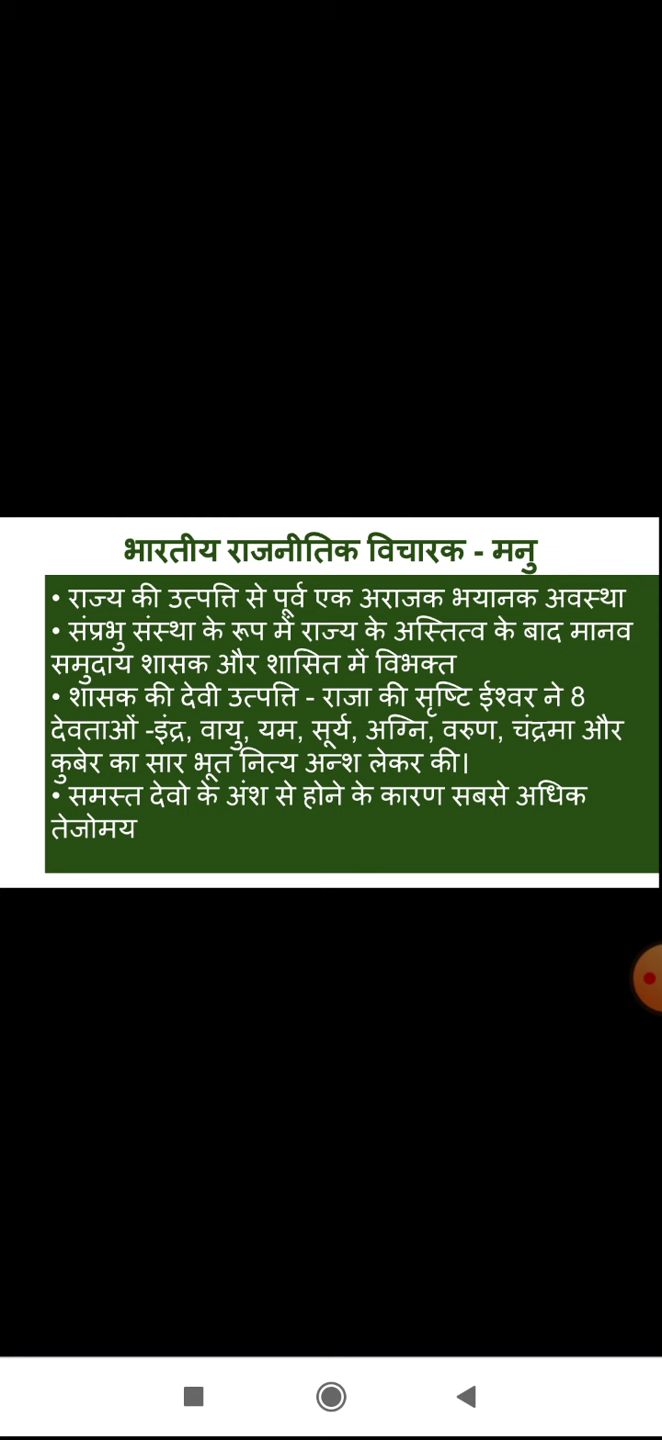 भारतीय राजनीतिक विचारक - मनु
• राज्य की उत्पत्ति से पूर्व एक अराजक भयानक अवस्था
• संप्रभु संस्था के रूप में राज्य के अस्तित्व के बाद मानव
समुदाय शासक और शासित में विभक्त
• शासक की देवी उत्पत्ति - राजा की सृष्टि ईश्वर ने 8
देवताओं -इंद्र, वायु, यम, सूर्य, अग्नि, वरुण, चंद्रमा और
कुबेर का सार भूत नित्य अन्श लेकर की।
• समस्त देवो के अंश से होने के कारण सबसे अधिक
तेजोमय